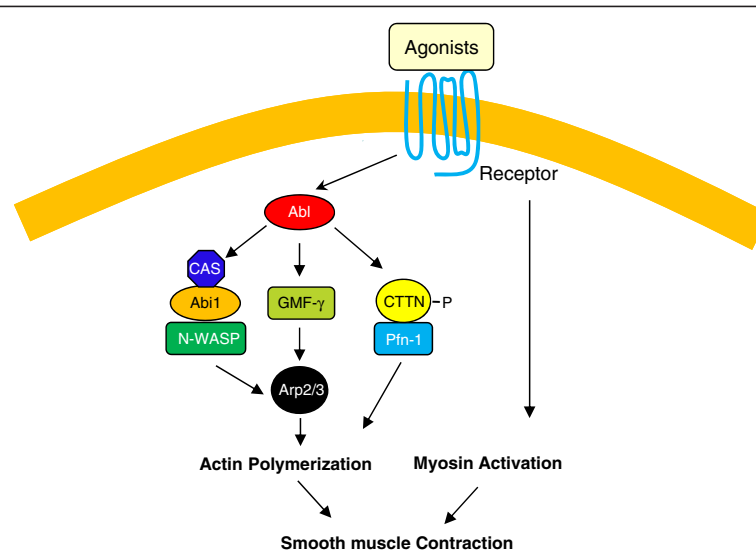 Agonists
Receptor
Abl
CAS
Abi1
GMF-γ
CTTN
P
N-WASP
Pfn-1
Arp2/3
Actin Polymerization
Myosin Activation
Smooth muscle Contraction